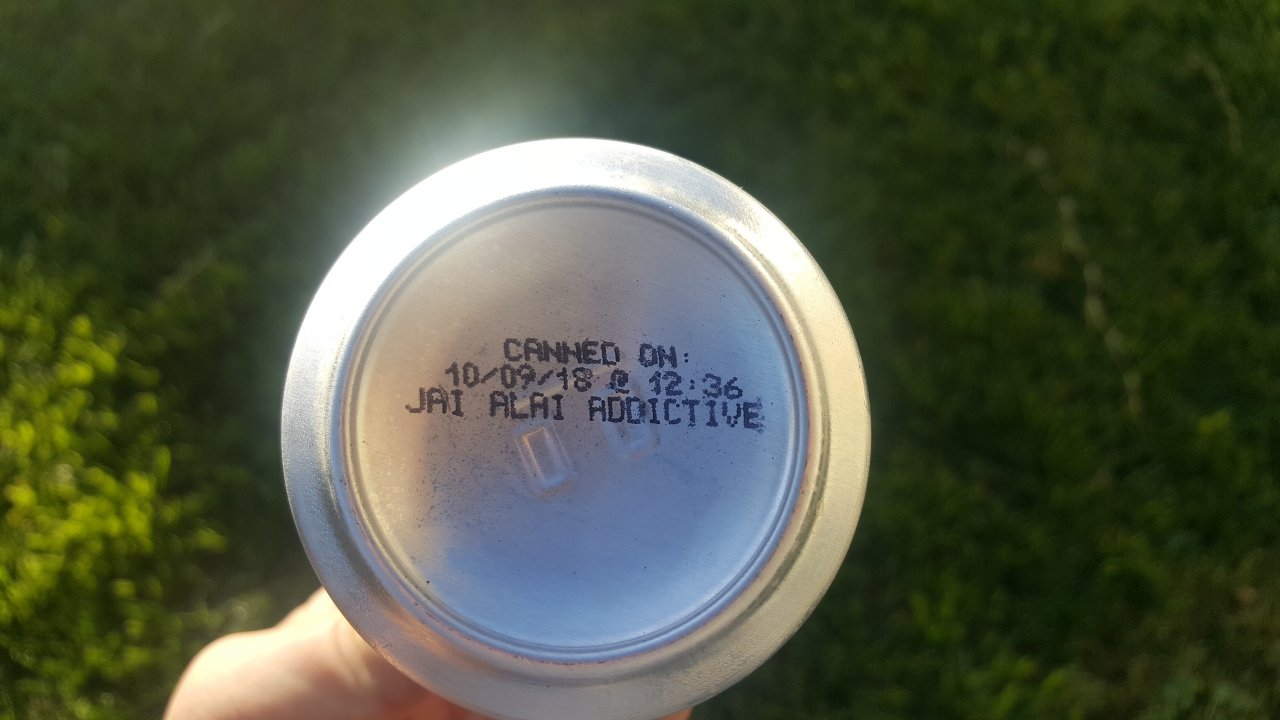 CANNED ON:
10/09/18 @ 12:36
JAI ALAI ADDICTIVE